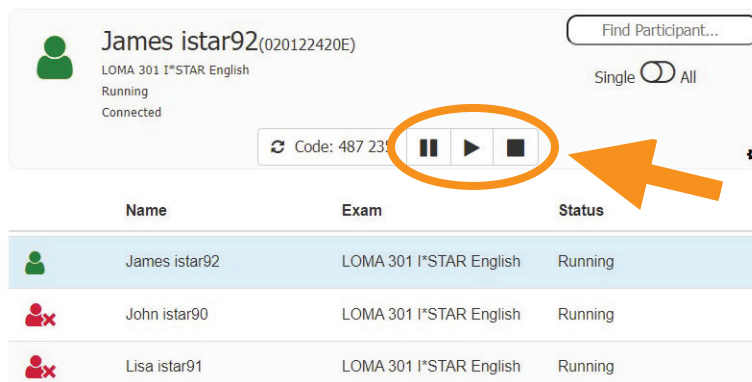 James istar92(020122420E)
LOMA 301 I*STAR English
Running
Connected
Find Participant...
Single All
Code: 487 235
Name Exam Status
James istar92 LOMA 301 I*STAR English Running
John istar90 LOMA 301 I*STAR English Running
Lisa istar91 LOMA 301 I*STAR English Running